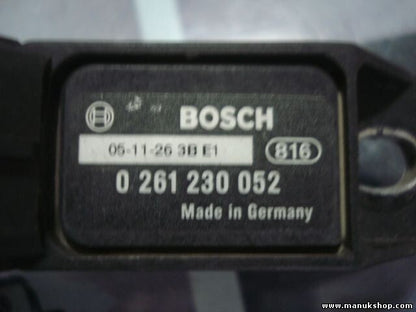 BOSCH
05-11-26 3B E1
816
0 261 230 052
Made in Germany
www.manukshop.com